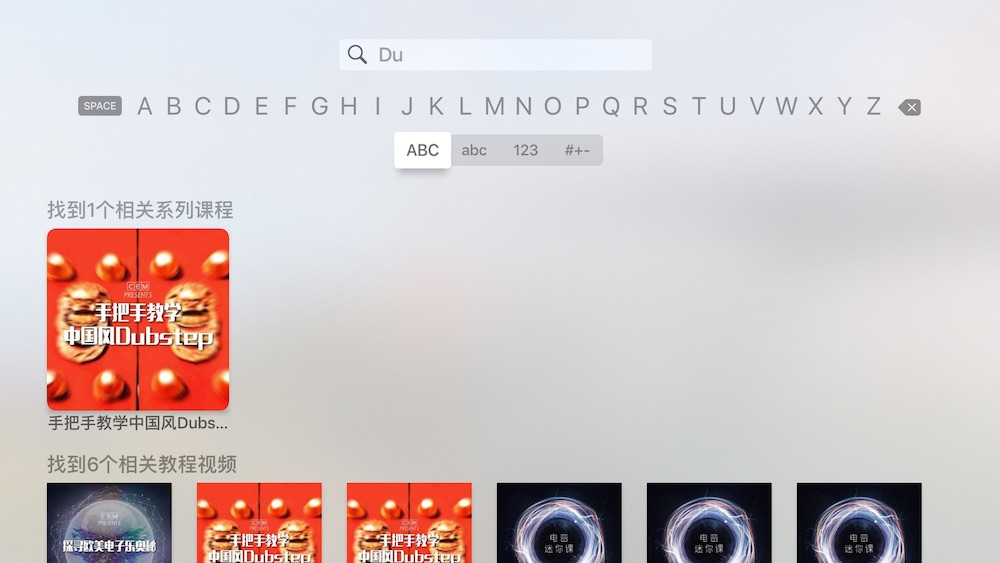 Du
SPACE A B C D E F G H I J K L M N O P Q R S T U V W X Y Z
ABC abc 123 #+-
找到1个相关系列课程
CEM
PRESENTS
手把手教学
中国风Dubstep
手把手教学中国风Dubs...
找到6个相关教程视频
CEM
PRESENTS
探寻欧美电子乐奥秘
CEM
PRESENTS
手把手教学
中国风Dubstep
CEM
PRESENTS
手把手教学
中国风Dubstep
电音
迷你课
电音
迷你课
电音
迷你课